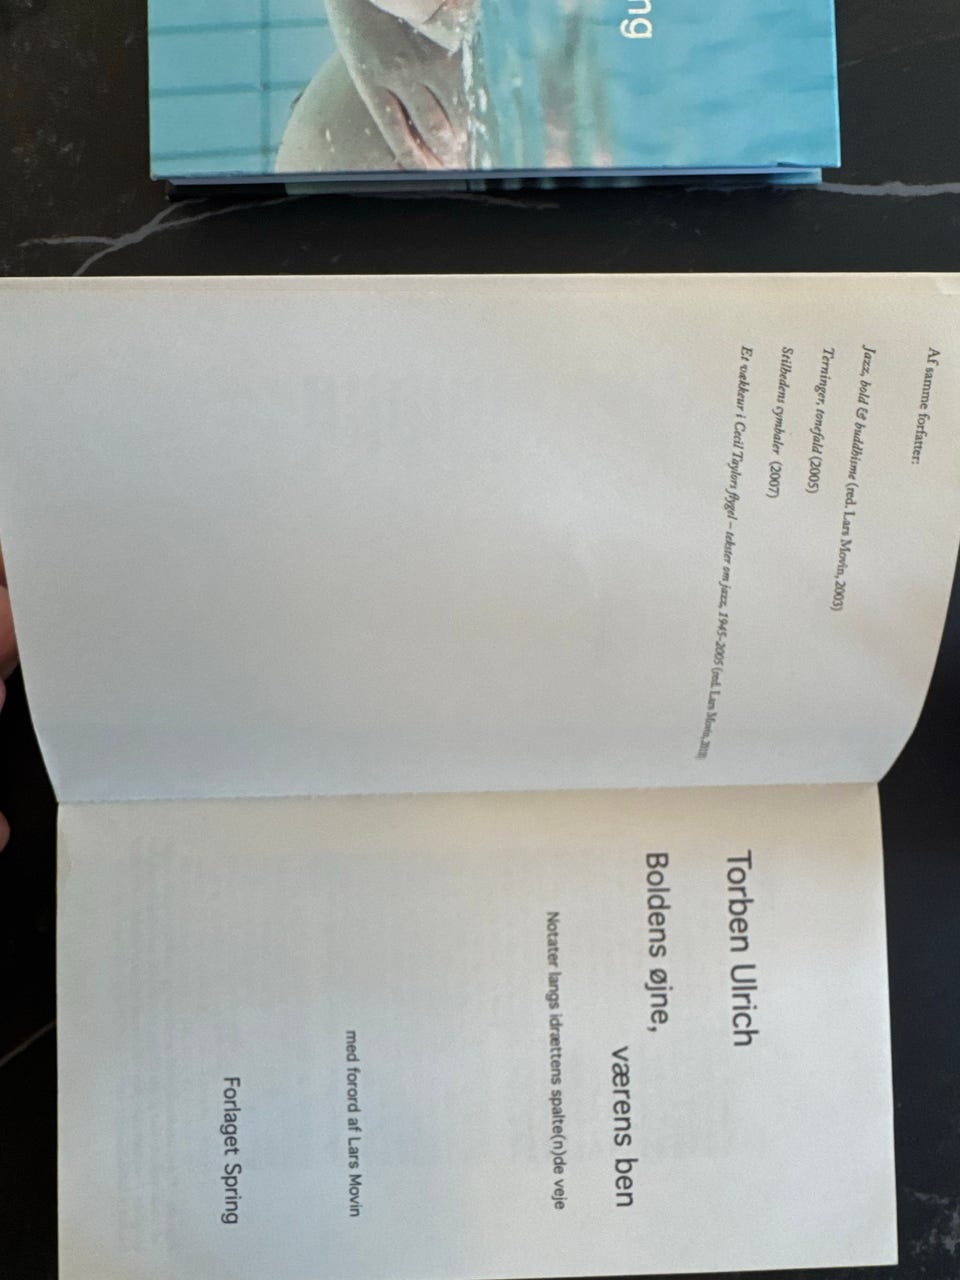 ng
Af samme forfatter:
Jazz, bold & buddhisme (red. Lars Movin, 2003)
Terninger, tonefald (2005)
Stilhedens cymbaler (2007)
Et vækkeur i Cecil Taylors flygel – tekster om jazz, 1945-2005 (red. Lars Movin,
Torben Ulrich
Boldens øjne,
værens ben
Notater langs idrættens spalte(n)de veje
med forord af Lars Movin
Forlaget Spring